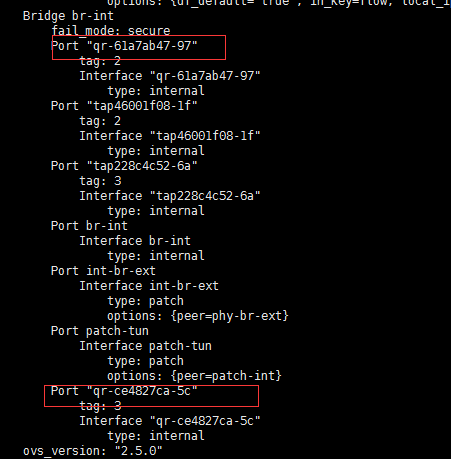 options: {df_default="true", in_key=flow, local_i
Bridge br-int
fail_mode: secure
Port "qr-61a7ab47-97"
tag: 2
Interface "qr-61a7ab47-97"
type: internal
Port "tap46001f08-1f"
tag: 2
Interface "tap46001f08-1f"
type: internal
Port "tap228c4c52-6a"
tag: 3
Interface "tap228c4c52-6a"
type: internal
Port br-int
Interface br-int
type: internal
Port int-br-ext
Interface int-br-ext
type: patch
options: {peer=phy-br-ext}
Port patch-tun
Interface patch-tun
type: patch
options: {peer=patch-int}
Port "qr-ce4827ca-5c"
tag: 3
Interface "qr-ce4827ca-5c"
type: internal
ovs_version: "2.5.0"